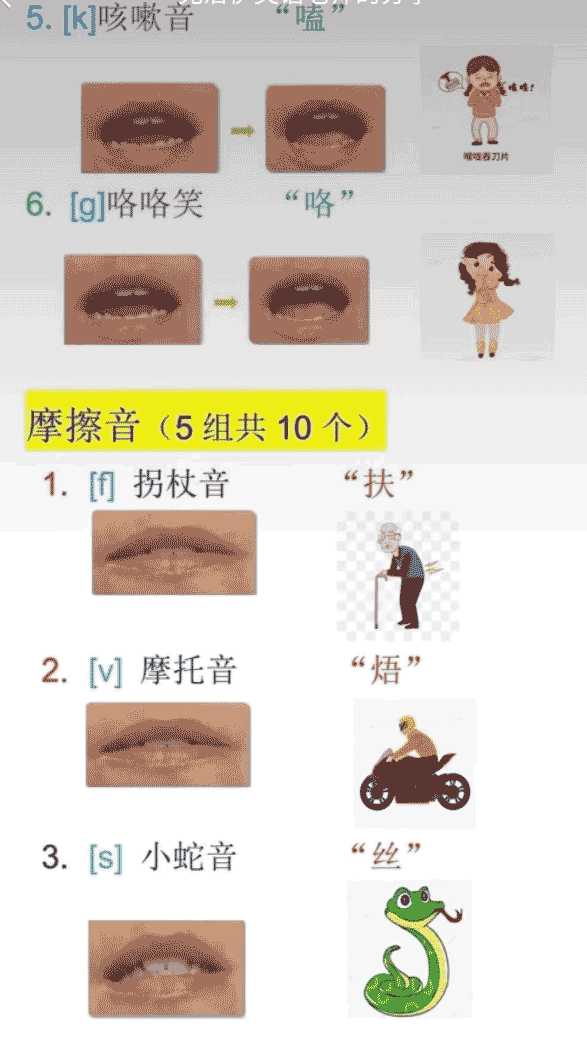 5. [k]咳嗽音 “嗑”
咳咳!
喉咙吞刀片
6. [g]咯咯笑 “咯”
摩擦音（5 组共 10 个）
1. [f] 拐杖音 “扶”
2. [v] 摩托音 “焐”
3. [s] 小蛇音 “丝”